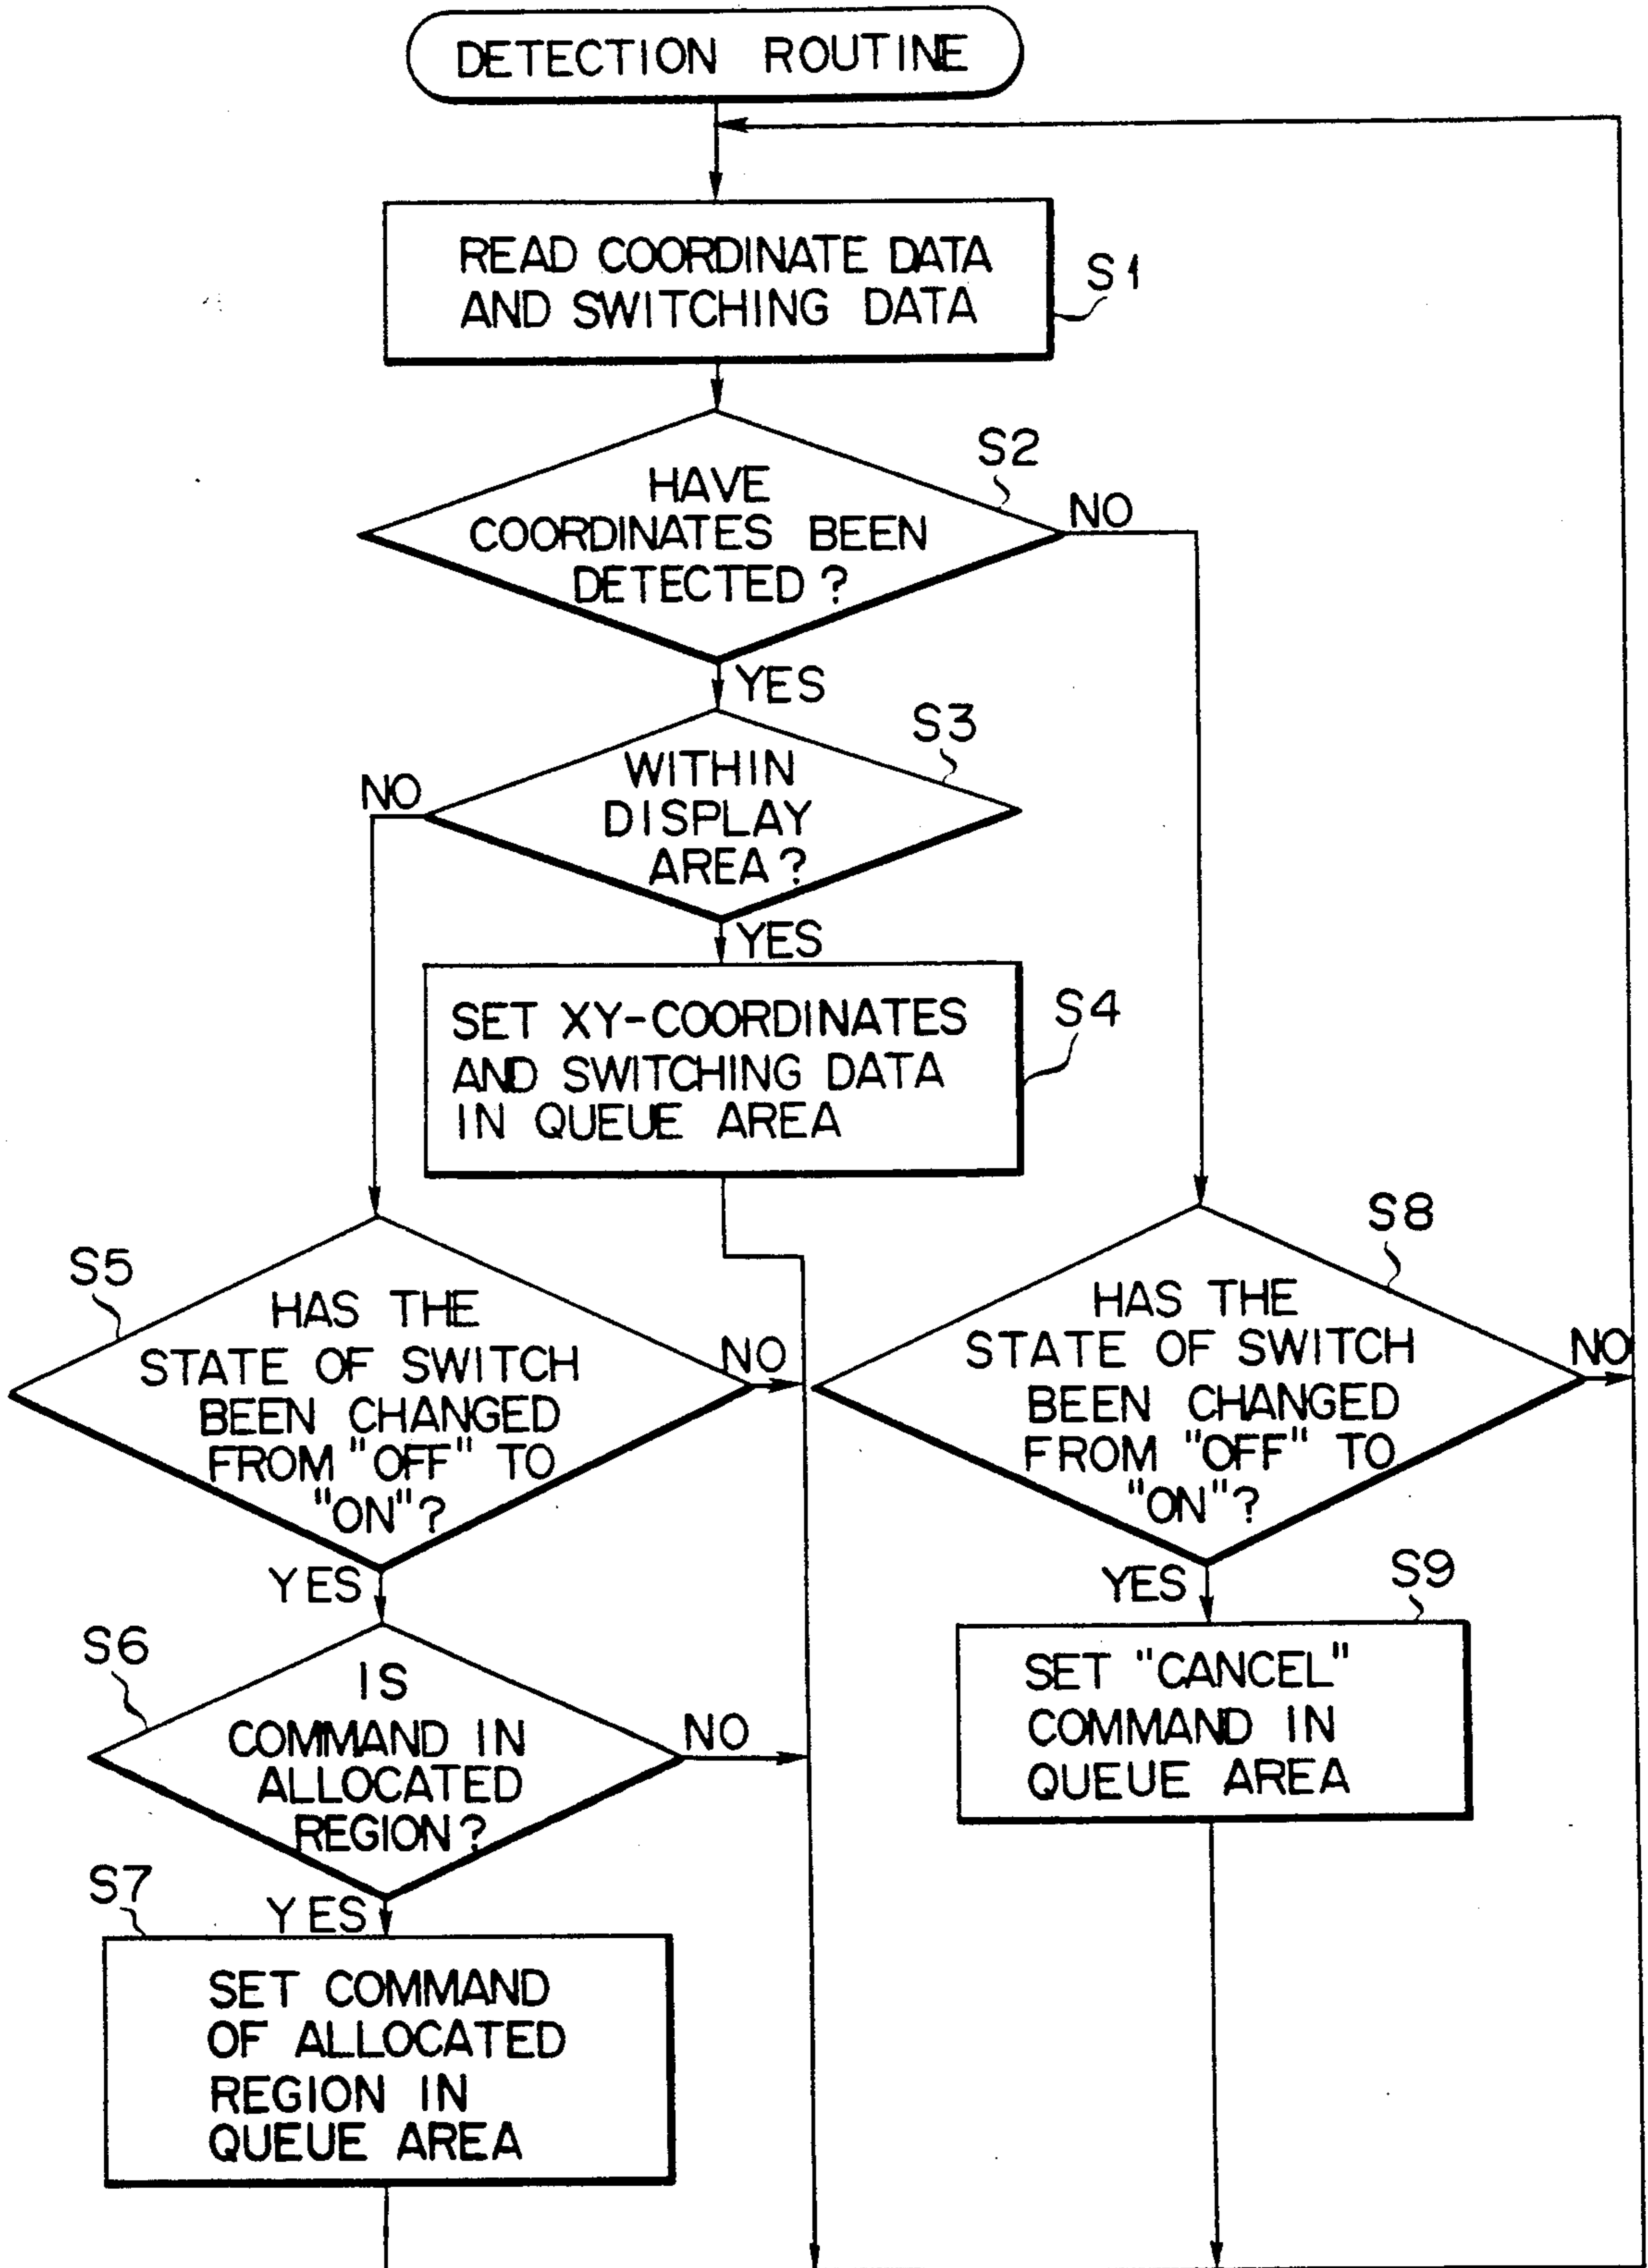 DETECTION ROUTINE
READ COORDINATE DATA
AND SWITCHING DATA
S1
S2
HAVE
COORDINATES BEEN
DETECTED?
NO
YES
S3
WITHIN
DISPLAY
AREA?
NO
YES
SET XY-COORDINATES
AND SWITCHING DATA
IN QUEUE AREA
S4
S5
HAS THE
STATE OF SWITCH
BEEN CHANGED
FROM "OFF" TO
"ON"?
NO
YES
S8
HAS THE
STATE OF SWITCH
BEEN CHANGED
FROM "OFF" TO
"ON"?
NO
YES
S6
IS
COMMAND IN
ALLOCATED
REGION?
NO
YES
S9
SET "CANCEL"
COMMAND IN
QUEUE AREA
S7
SET COMMAND
OF ALLOCATED
REGION IN
QUEUE AREA